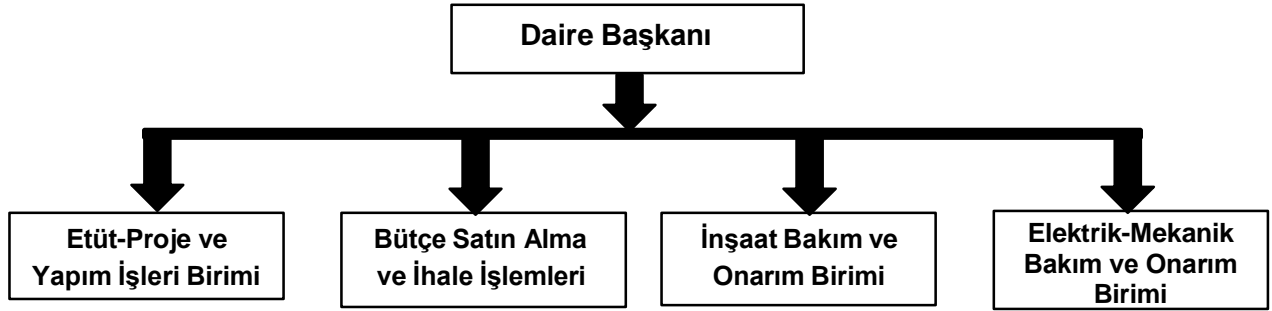 Daire Başkanı
Etüt-Proje ve
Yapım İşleri Birimi
Bütçe Satın Alma
ve İhale İşlemleri
İnşaat Bakım ve
Onarım Birimi
Elektrik-Mekanik
Bakım ve Onarım
Birimi